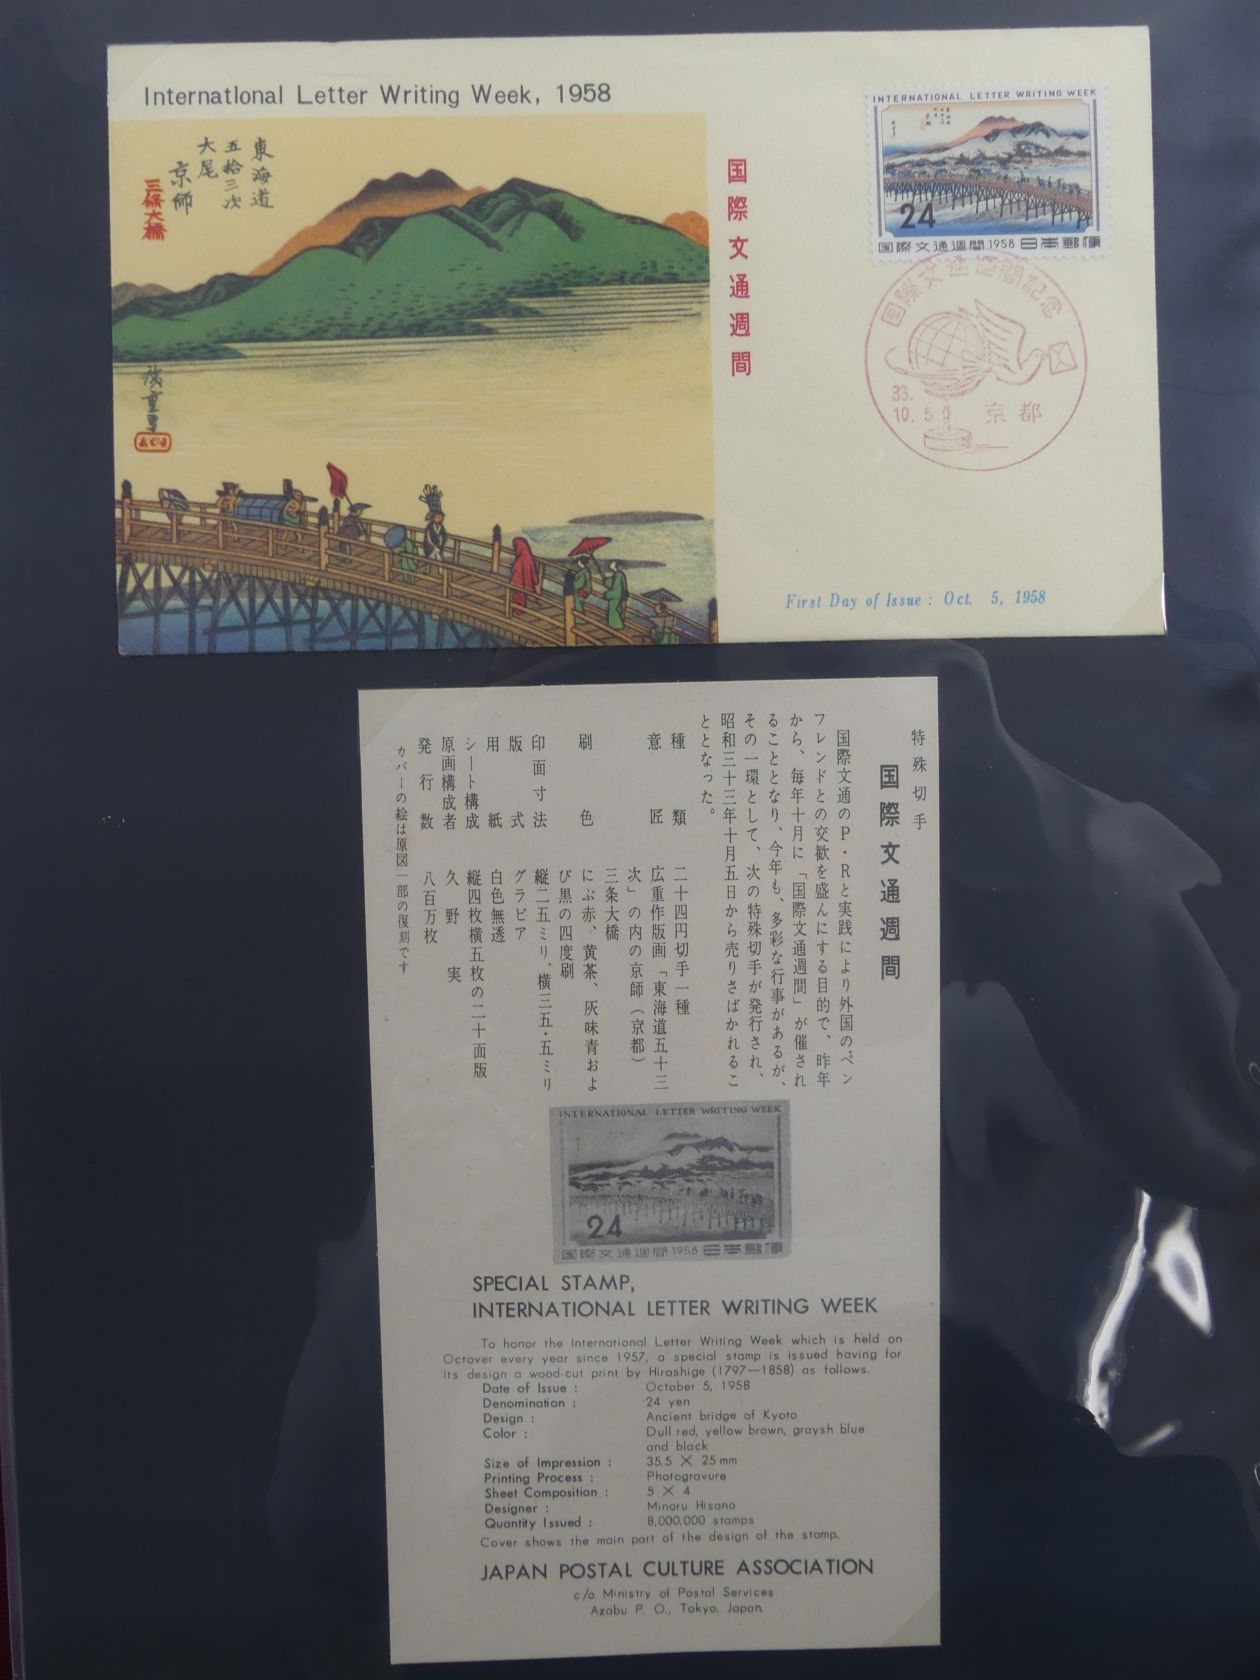 International Letter Writing Week, 1958
東海道
五拾三次
大尾
京師
三條大橋
廣重画
国際文通週間
INTERNATIONAL LETTER WRITING WEEK
24
国際文通週間1958 日本郵便
国際文通週間記念
33.
10.5
京都
First Day of Issue : Oct. 5, 1958
特殊切手
国際文通週間
国際文通のP・Rと実践により外国のペン
フレンドとの交歓を盛んにする目的で、昨年
から、毎年十月に「国際文通週間」が催され
ることとなり、今年も、多彩な行事があるが、
その一環として、次の特殊切手が発行され、
昭和三十三年十月五日から売りさばかれるこ
ととなった。
種類 二十四円切手一種
意匠 広重作版画「東海道五十三
次」の内の京師(京都)
三条大橋
刷色 にぶ赤、黄茶、灰味青およ
び黒の四度刷
印面寸法 縦二五ミリ、横三五・五ミリ
版式 グラビア
用紙 白色無透
シート構成 縦四枚横五枚の二十面版
原画構成者 久野 実
発行数 八百万枚
カバーの絵は原図一部の復刻です
INTERNATIONAL LETTER WRITING WEEK
24
国際文通週間1958 日本郵便
SPECIAL STAMP,
INTERNATIONAL LETTER WRITING WEEK
To honor the International Letter Writing Week which is held on
Octover every year since 1957, a special stamp is issued having for
its design a wood-cut print by Hiroshige (1797—1858) as follows.
Date of Issue : October 5, 1958
Denomination : 24 yen
Design : Ancient bridge of Kyoto
Color : Dull red, yellow brown, graysh blue
and black
Size of Impression : 35.5 × 25 mm
Printing Process : Photogravure
Sheet Composition : 5 × 4
Designer : Minoru Hisano
Quantity Issued : 8,000,000 stamps
Cover shows the main part of the design of the stamp.
JAPAN POSTAL CULTURE ASSOCIATION
c/o Ministry of Postal Services
Azabu P. O., Tokyo, Japan.